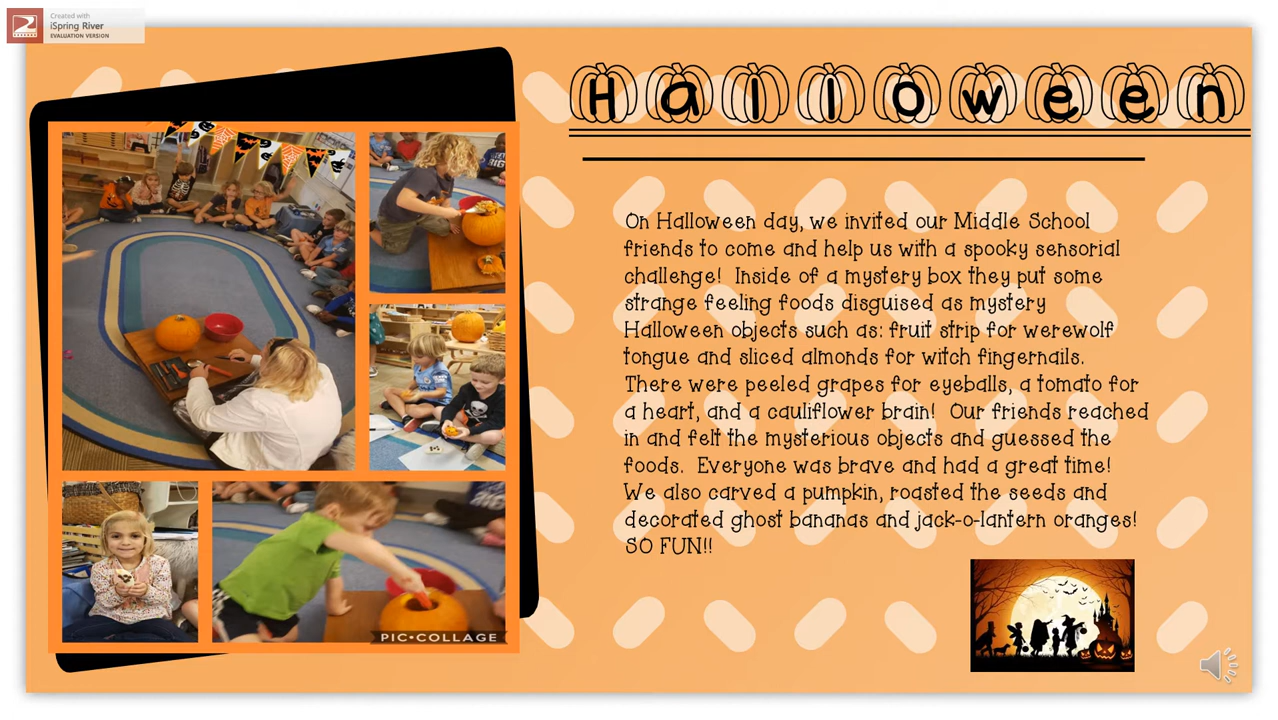 Created with
iSpring River
EVALUATION VERSION
Halloween
On Halloween day, we invited our Middle School
friends to come and help us with a spooky sensorial
challenge!  Inside of a mystery box they put some
strange feeling foods disguised as mystery
Halloween objects such as: fruit strip for werewolf
tongue and sliced almonds for witch fingernails.
There were peeled grapes for eyeballs, a tomato for
a heart, and a cauliflower brain!  Our friends reached
in and felt the mysterious objects and guessed the
foods.  Everyone was brave and had a great time!
We also carved a pumpkin, roasted the seeds and
decorated ghost bananas and jack-o-lantern oranges!
SO FUN!!
PIC•COLLAGE